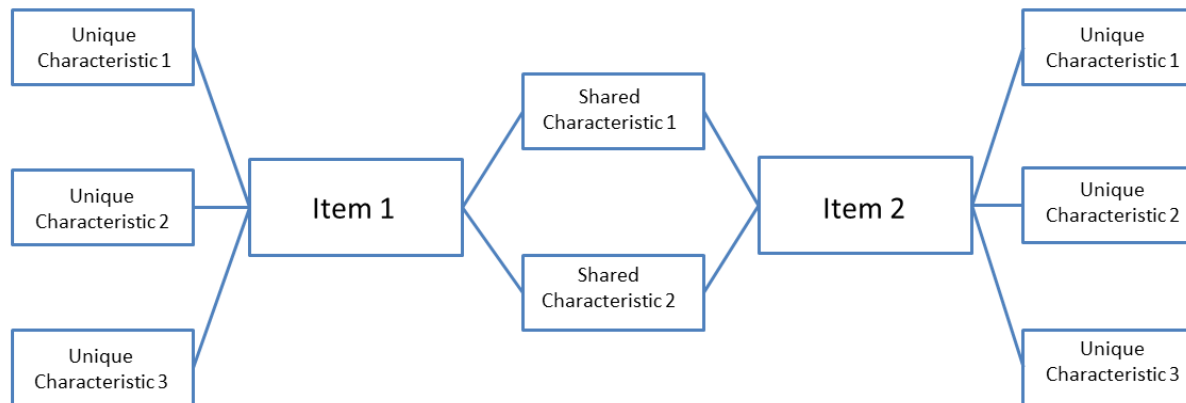 Unique
Characteristic 1
Unique
Characteristic 2
Unique
Characteristic 3
Item 1
Shared
Characteristic 1
Shared
Characteristic 2
Item 2
Unique
Characteristic 1
Unique
Characteristic 2
Unique
Characteristic 3